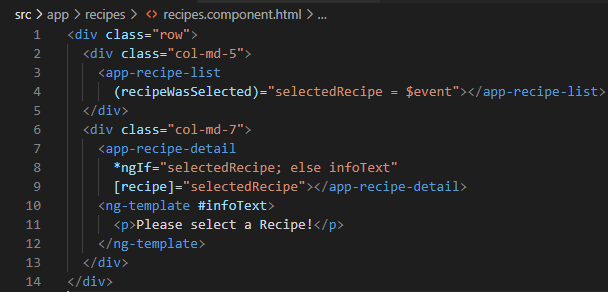 src > app > recipes > <> recipes.component.html > ...
1 <div class="row">
2 <div class="col-md-5">
3 <app-recipe-list
4 (recipeWasSelected)="selectedRecipe = $event"></app-recipe-list>
5 </div>
6 <div class="col-md-7">
7 <app-recipe-detail
8 *ngIf="selectedRecipe; else infoText"
9 [recipe]="selectedRecipe"></app-recipe-detail>
10 <ng-template #infoText>
11 <p>Please select a Recipe!</p>
12 </ng-template>
13 </div>
14 </div>